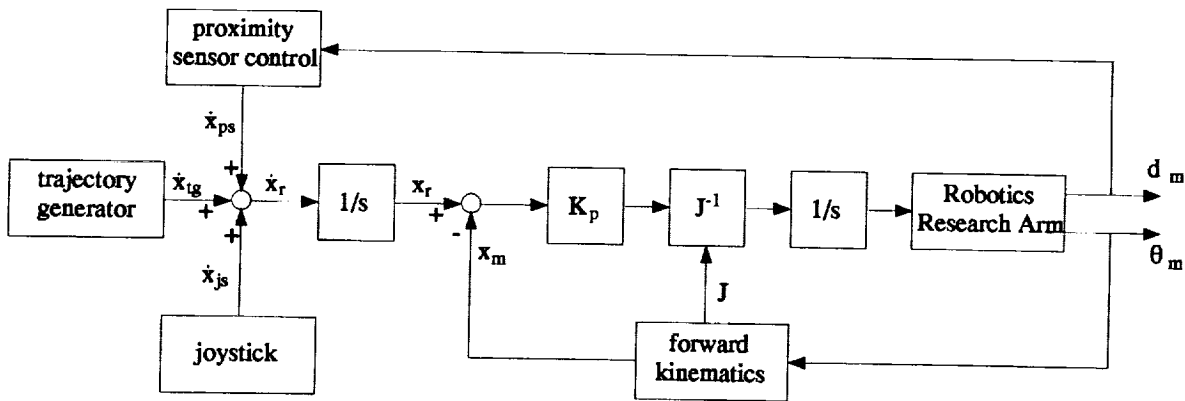 proximity
sensor control
ẋps
+
trajectory
generator
ẋtg
+
ẋr
1/s
xr
+
-
xm
Kp
J⁻¹
1/s
Robotics
Research Arm
d m
θ m
+
ẋjs
joystick
J
forward
kinematics